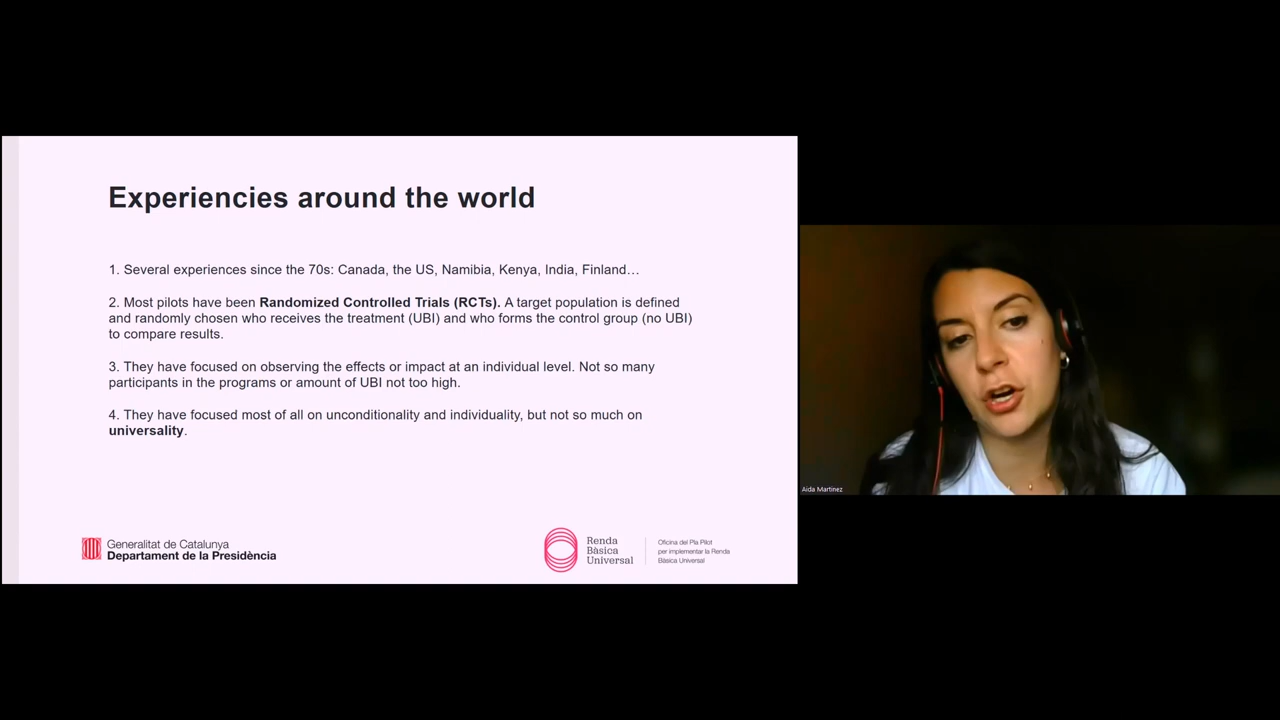 Experiencies around the world
1. Several experiences since the 70s: Canada, the US, Namibia, Kenya, India, Finland…
2. Most pilots have been Randomized Controlled Trials (RCTs). A target population is defined
and randomly chosen who receives the treatment (UBI) and who forms the control group (no UBI)
to compare results.
3. They have focused on observing the effects or impact at an individual level. Not so many
participants in the programs or amount of UBI not too high.
4. They have focused most of all on unconditionality and individuality, but not so much on
universality.
Generalitat de Catalunya
Departament de la Presidència
Renda
Bàsica
Universal
Oficina del Pla Pilot
per implementar la Renda
Bàsica Universal
Aida Martinez